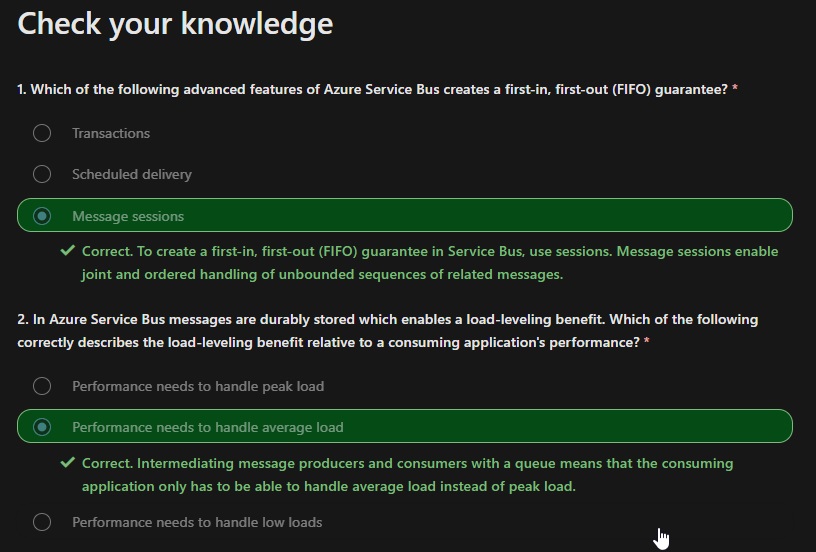 Check your knowledge
1. Which of the following advanced features of Azure Service Bus creates a first-in, first-out (FIFO) guarantee? *
Transactions
Scheduled delivery
Message sessions
Correct. To create a first-in, first-out (FIFO) guarantee in Service Bus, use sessions. Message sessions enable
joint and ordered handling of unbounded sequences of related messages.
2. In Azure Service Bus messages are durably stored which enables a load-leveling benefit. Which of the following
correctly describes the load-leveling benefit relative to a consuming application's performance? *
Performance needs to handle peak load
Performance needs to handle average load
Correct. Intermediating message producers and consumers with a queue means that the consuming
application only has to be able to handle average load instead of peak load.
Performance needs to handle low loads